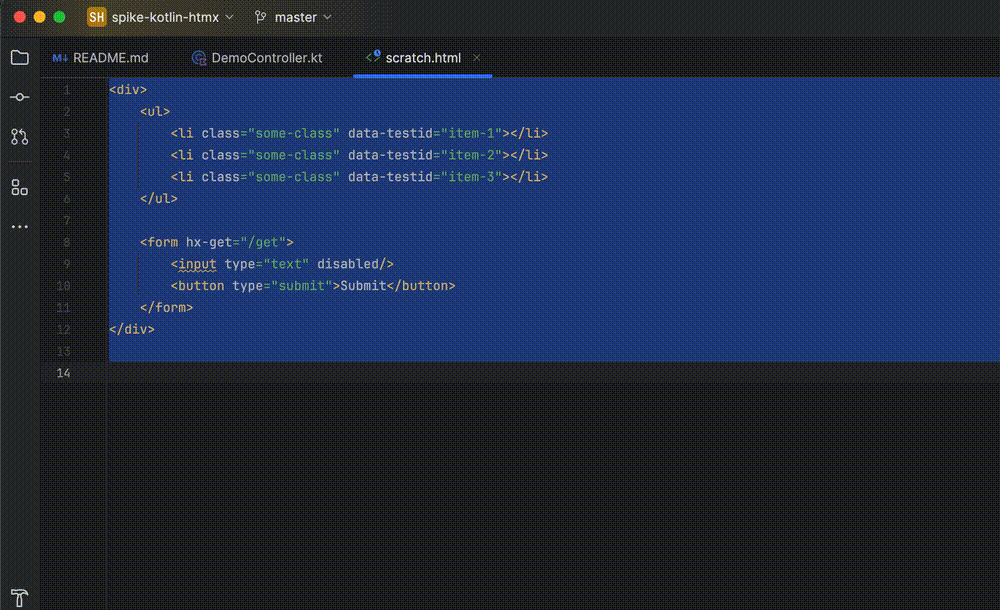 SH spike-kotlin-htmx master
M↓ README.md DemoController.kt <> scratch.html ×
1 <div>
2     <ul>
3         <li class="some-class" data-testid="item-1"></li>
4         <li class="some-class" data-testid="item-2"></li>
5         <li class="some-class" data-testid="item-3"></li>
6     </ul>
7
8     <form hx-get="/get">
9         <input type="text" disabled/>
10         <button type="submit">Submit</button>
11     </form>
12 </div>
13
14